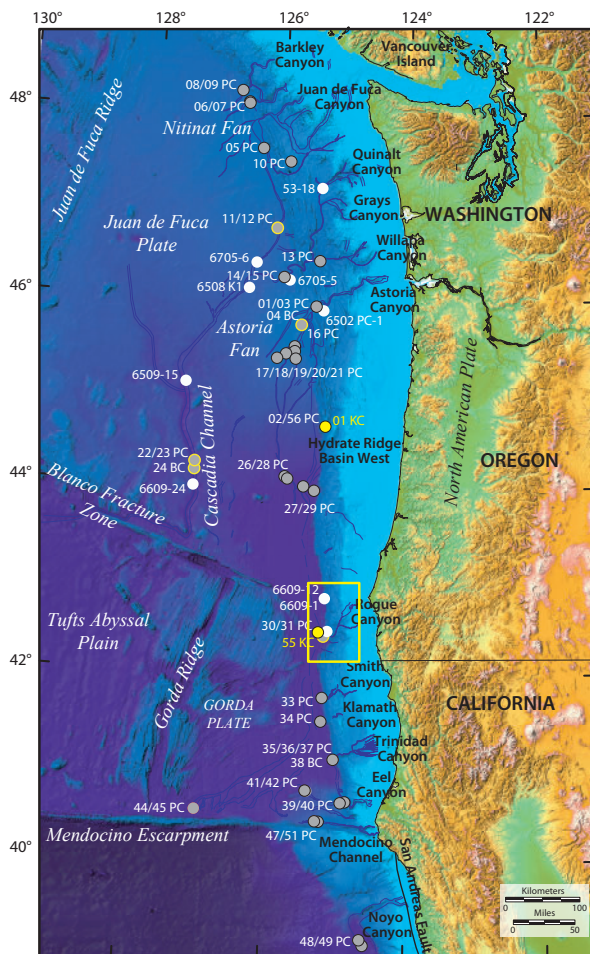 130°
128°
126°
124°
122°
Barkley
Canyon
Vancouver
Island
08/09 PC
48°
06/07 PC
Juan de Fuca
Canyon
Nitinat Fan
Juan de Fuca Ridge
05 PC
10 PC
Quinalt
Canyon
53-18
Grays
Canyon
WASHINGTON
11/12 PC
Juan de Fuca
Plate
Willapa
Canyon
6705-6
13 PC
14/15 PC
6705-5
46°
6508 K1
Astoria
Canyon
01/03 PC
04 BC
6502 PC-1
Astoria
Fan
16 PC
17/18/19/20/21 PC
6509-15
North American Plate
02/56 PC
01 KC
Hydrate Ridge
Basin West
OREGON
Cascadia Channel
22/23 PC
24 BC
6609-24
44°
26/28 PC
27/29 PC
Blanco Fracture
Zone
6609-12
6609-1
Rogue
Canyon
Tufts Abyssal
Plain
30/31 PC
55 KC
42°
Smith
Canyon
Gorda Ridge
GORDA
PLATE
33 PC
34 PC
Klamath
Canyon
CALIFORNIA
35/36/37 PC
38 BC
Trinidad
Canyon
41/42 PC
Eel
Canyon
44/45 PC
39/40 PC
Mendocino Escarpment
47/51 PC
40°
Mendocino
Channel
San Andreas Fault
Kilometers
0
100
Miles
0
50
Noyo
Canyon
48/49 PC